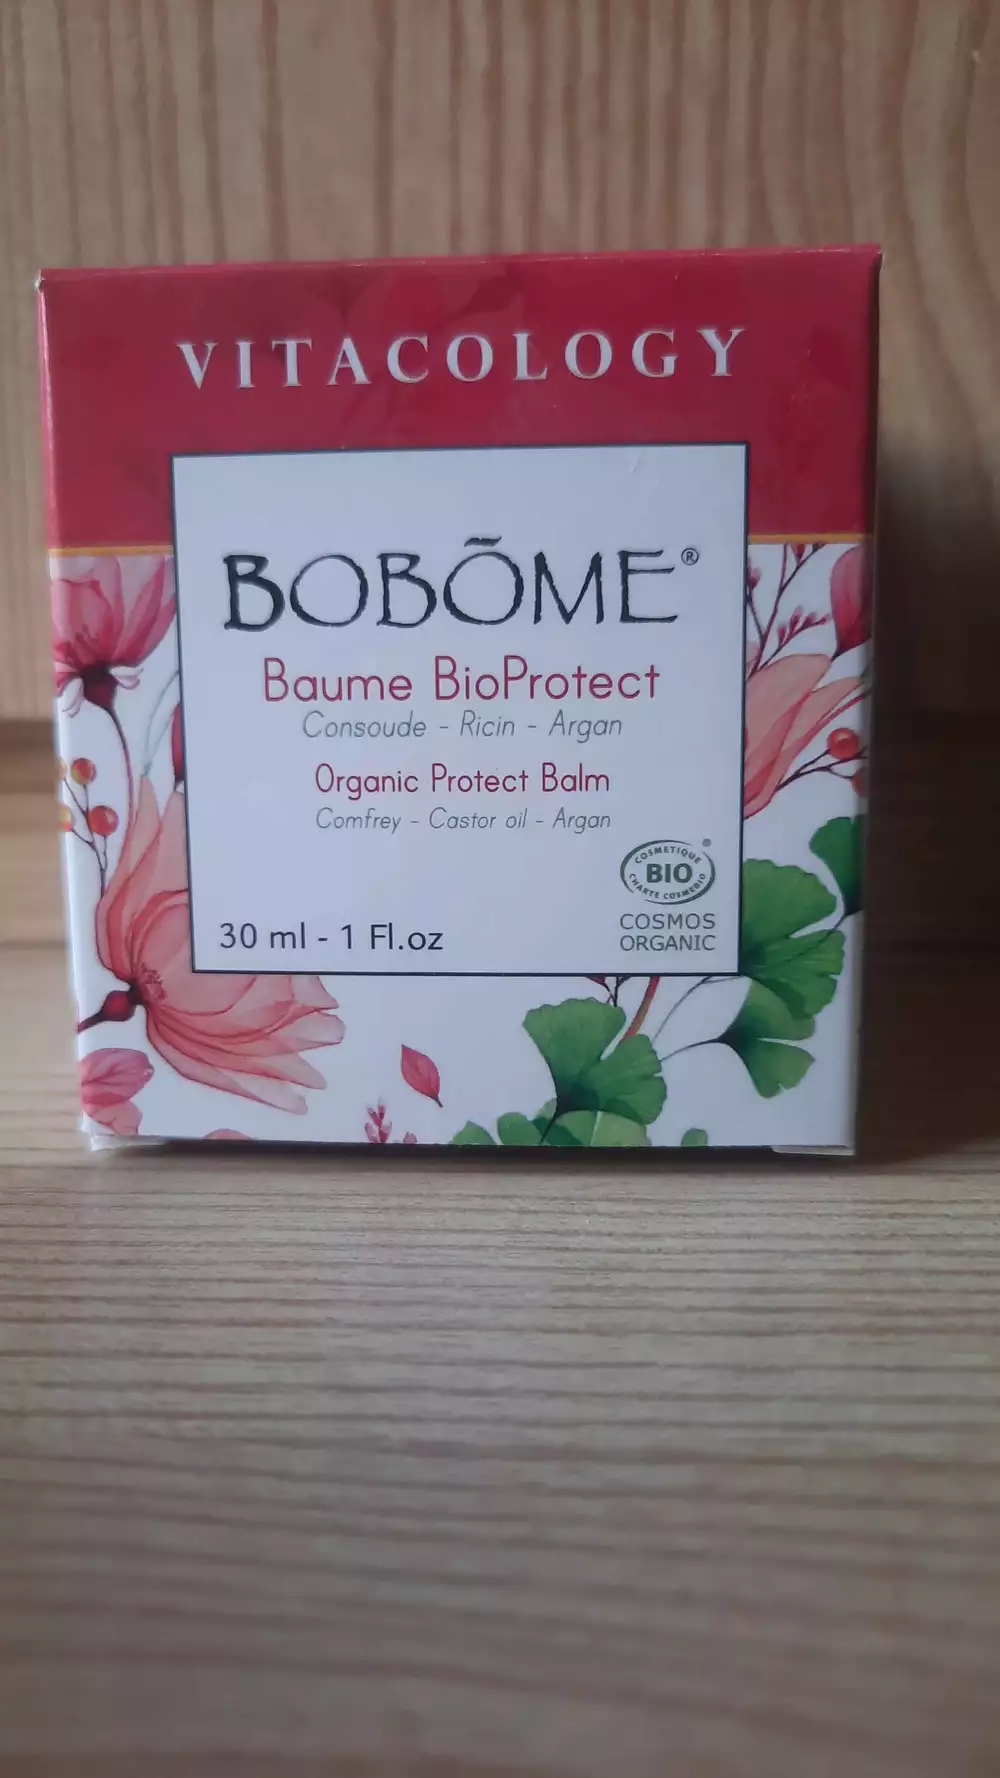 VITACOLOGY
BOBÕME®
Baume BioProtect
Consoude - Ricin - Argan
Organic Protect Balm
Comfrey - Castor oil - Argan
COSMETIQUE ®
BIO
CHARTE COSMEBIO
COSMOS
ORGANIC
30 ml - 1 Fl.oz